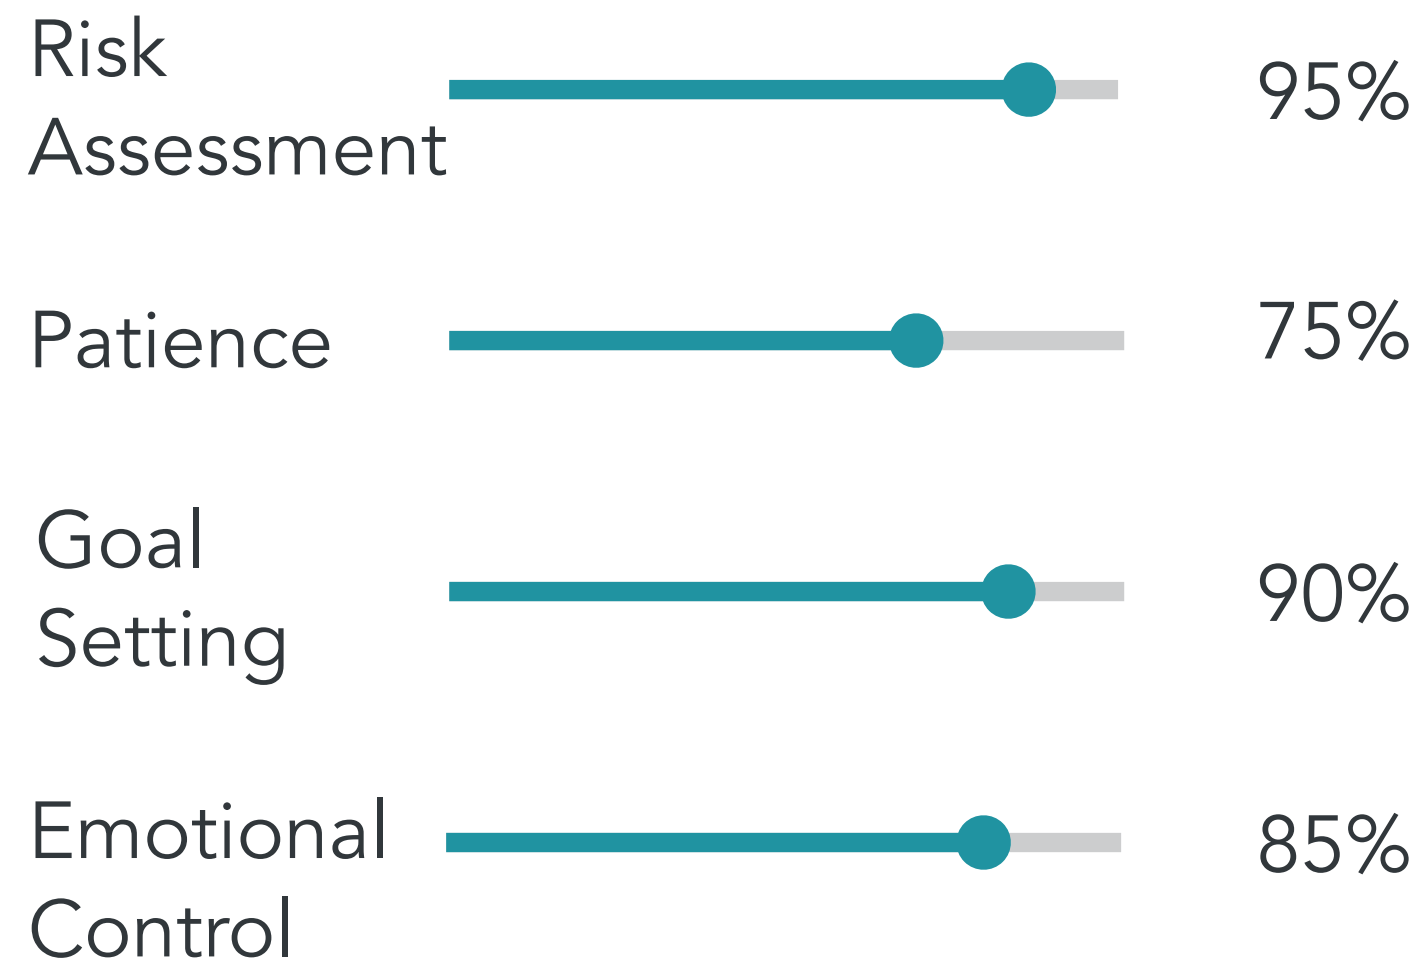 Risk
Assessment
95%
Patience
75%
Goal
Setting
90%
Emotional
Control
85%